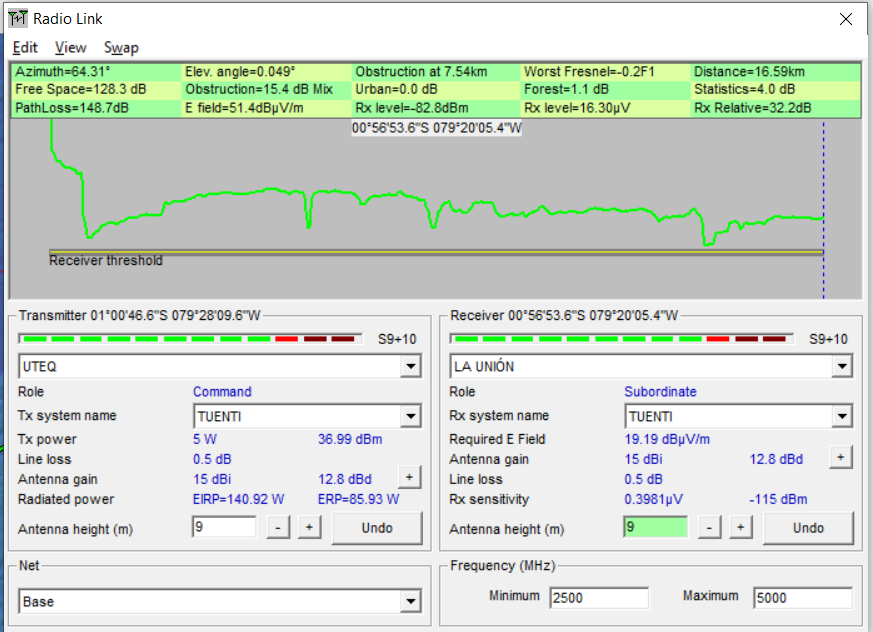 Radio Link
Edit View Swap
Azimuth=64.31° Elev. angle=0.049° Obstruction at 7.54km Worst Fresnel=-0.2F1 Distance=16.59km
Free Space=128.3 dB Obstruction=15.4 dB Mix Urban=0.0 dB Forest=1.1 dB Statistics=4.0 dB
PathLoss=148.7dB E field=51.4dBµV/m Rx level=-82.8dBm Rx level=16.30µV Rx Relative=32.2dB
00°56'53.6"S 079°20'05.4"W
Receiver threshold
Transmitter 01°00'46.6"S 079°28'09.6"W
S9+10
UTEQ
Role Command
Tx system name TUENTI
Tx power 5 W 36.99 dBm
Line loss 0.5 dB
Antenna gain 15 dBi 12.8 dBd +
Radiated power EIRP=140.92 W ERP=85.93 W
Antenna height (m) 9 - + Undo
Receiver 00°56'53.6"S 079°20'05.4"W
S9+10
LA UNIÓN
Role Subordinate
Rx system name TUENTI
Required E Field 19.19 dBµV/m
Antenna gain 15 dBi 12.8 dBd +
Line loss 0.5 dB
Rx sensitivity 0.3981µV -115 dBm
Antenna height (m) 9 - + Undo
Net
Base
Frequency (MHz)
Minimum 2500 Maximum 5000